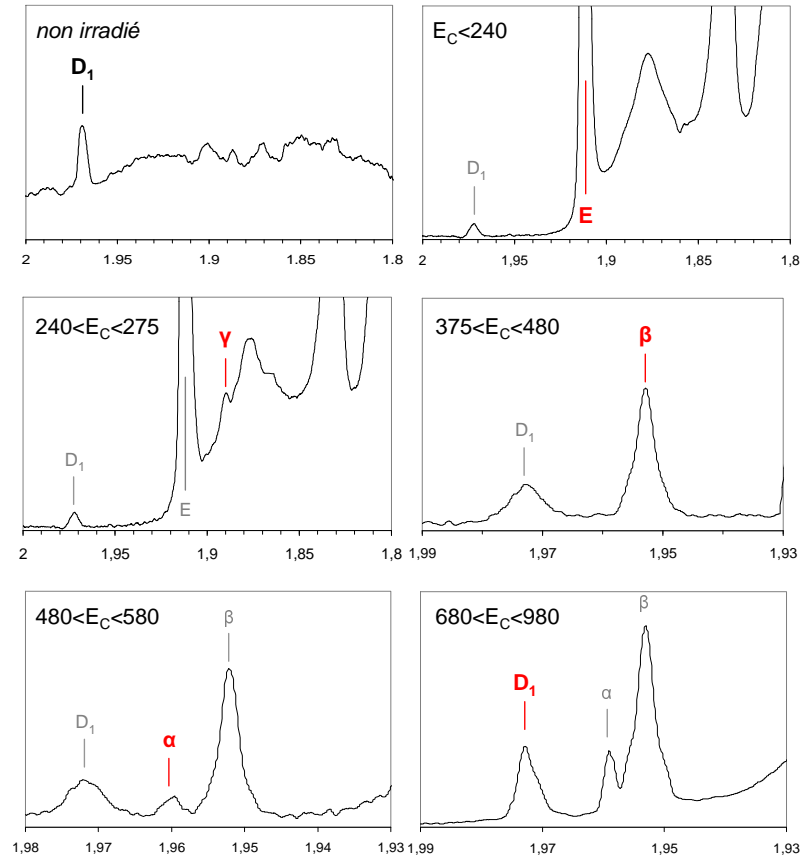 non irradié
D1
2 1.95 1.9 1.85 1.8
EC<240
D1
E
2 1,95 1,9 1,85 1,8
240<EC<275
γ
D1
E
2 1,95 1,9 1,85 1,8
375<EC<480
β
D1
1,99 1,97 1,95 1,93
480<EC<580
β
D1
α
1,98 1,97 1,96 1,95 1,94 1,93
680<EC<980
β
D1
α
1,99 1,97 1,95 1,93